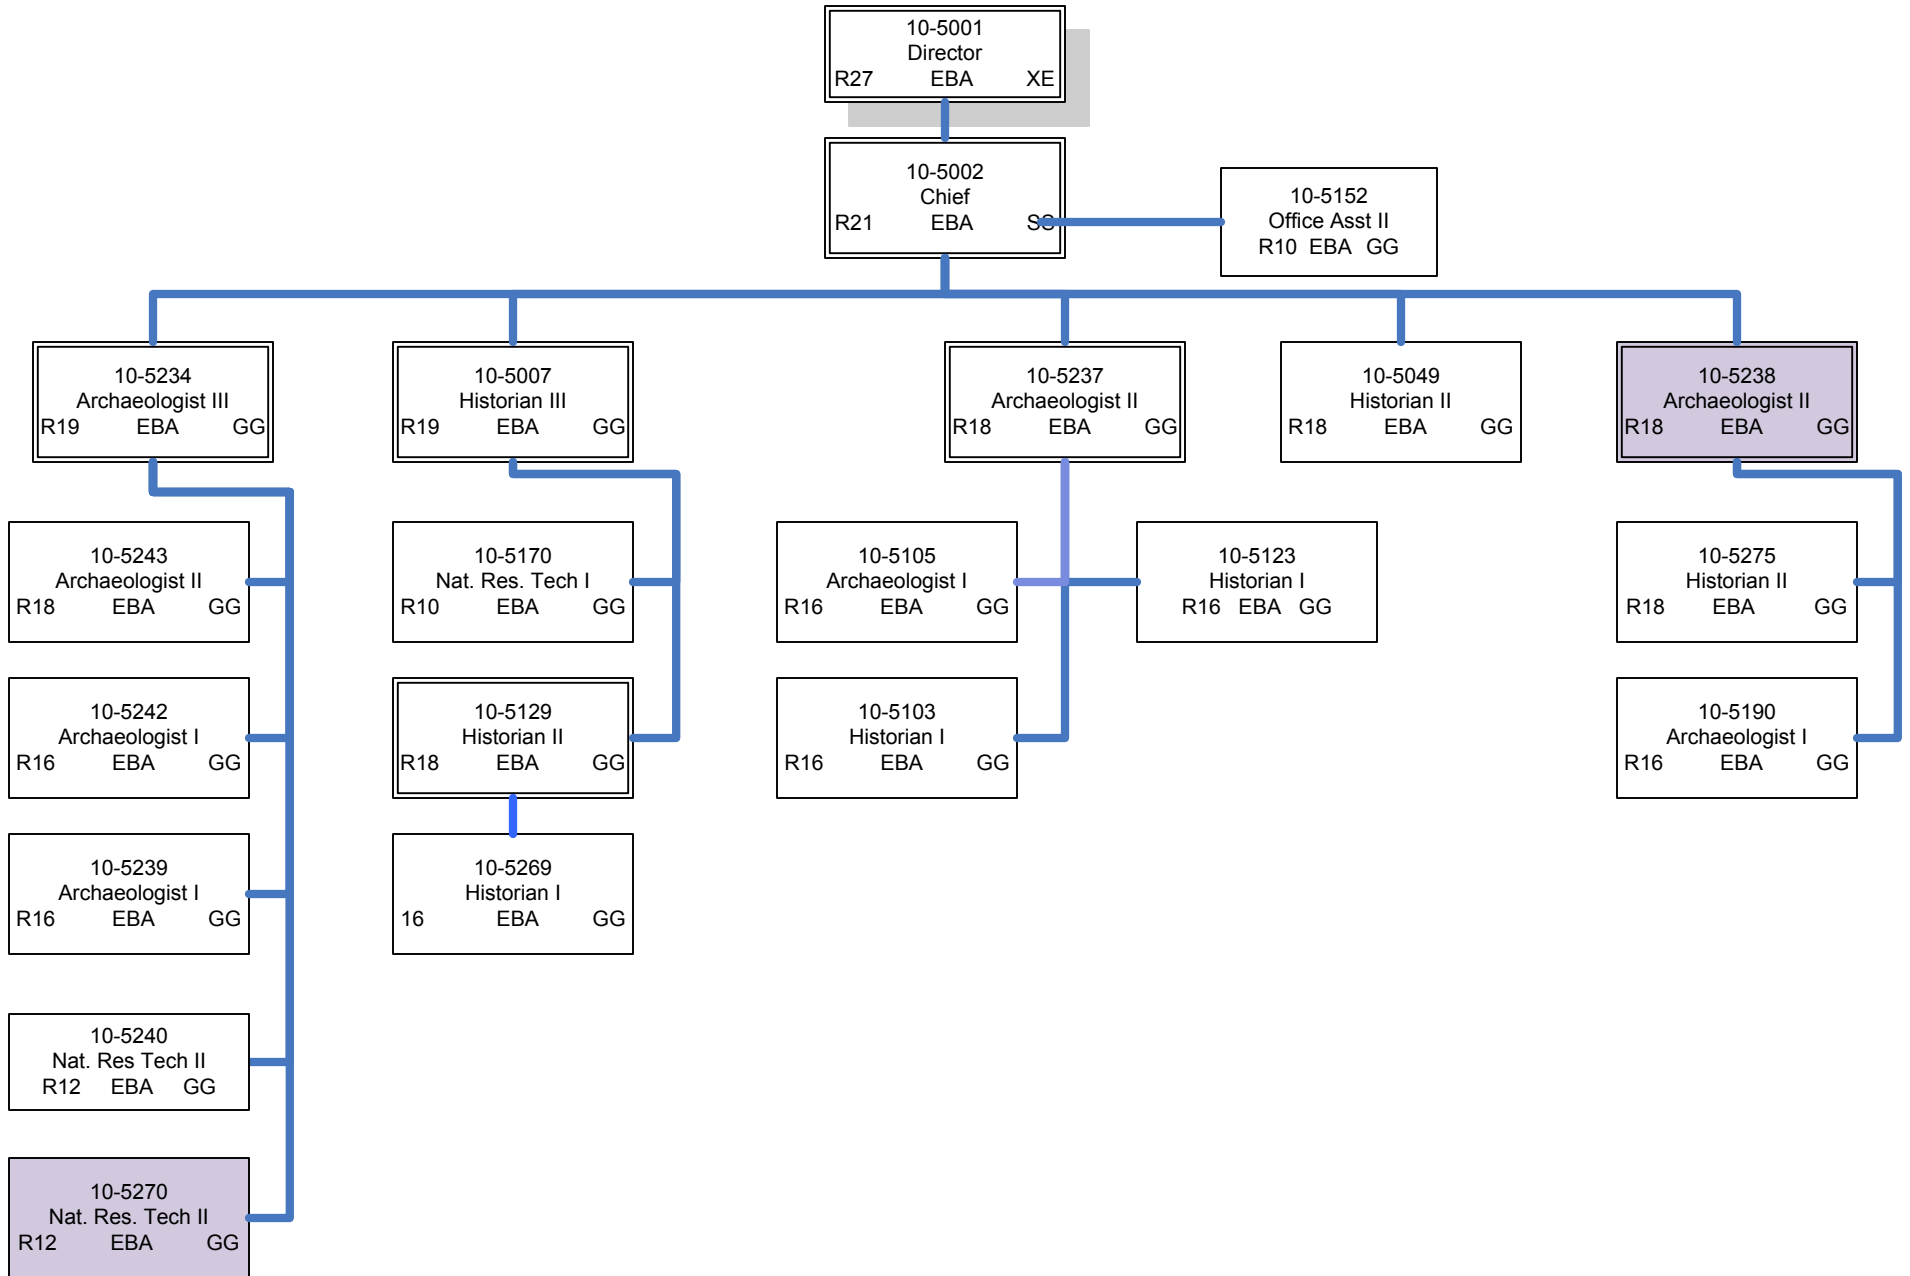 10-5001
Director
R27 EBA XE
10-5002
Chief
R21 EBA SS
10-5152
Office Asst II
R10 EBA GG
10-5234
Archaeologist III
R19 EBA GG
10-5007
Historian III
R19 EBA GG
10-5237
Archaeologist II
R18 EBA GG
10-5049
Historian II
R18 EBA GG
10-5238
Archaeologist II
R18 EBA GG
10-5243
Archaeologist II
R18 EBA GG
10-5170
Nat. Res. Tech I
R10 EBA GG
10-5105
Archaeologist I
R16 EBA GG
10-5123
Historian I
R16 EBA GG
10-5275
Historian II
R18 EBA GG
10-5242
Archaeologist I
R16 EBA GG
10-5129
Historian II
R18 EBA GG
10-5103
Historian I
R16 EBA GG
10-5190
Archaeologist I
R16 EBA GG
10-5239
Archaeologist I
R16 EBA GG
10-5269
Historian I
16 EBA GG
10-5240
Nat. Res Tech II
R12 EBA GG
10-5270
Nat. Res. Tech II
R12 EBA GG